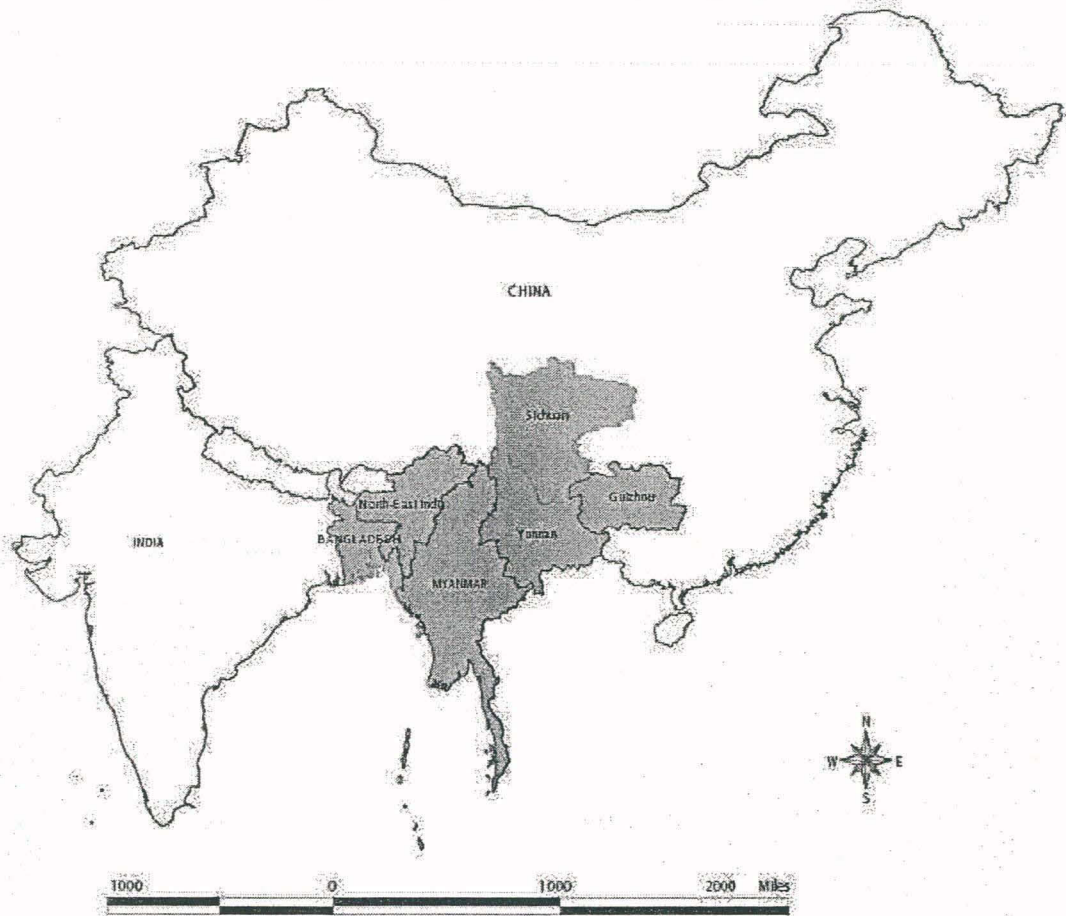 CHINA
Sichuan
North-East India
Guizhou
Yunnan
BANGLADESH
INDIA
MYANMAR
N
W E
S
1000 0 1000 2000 Miles